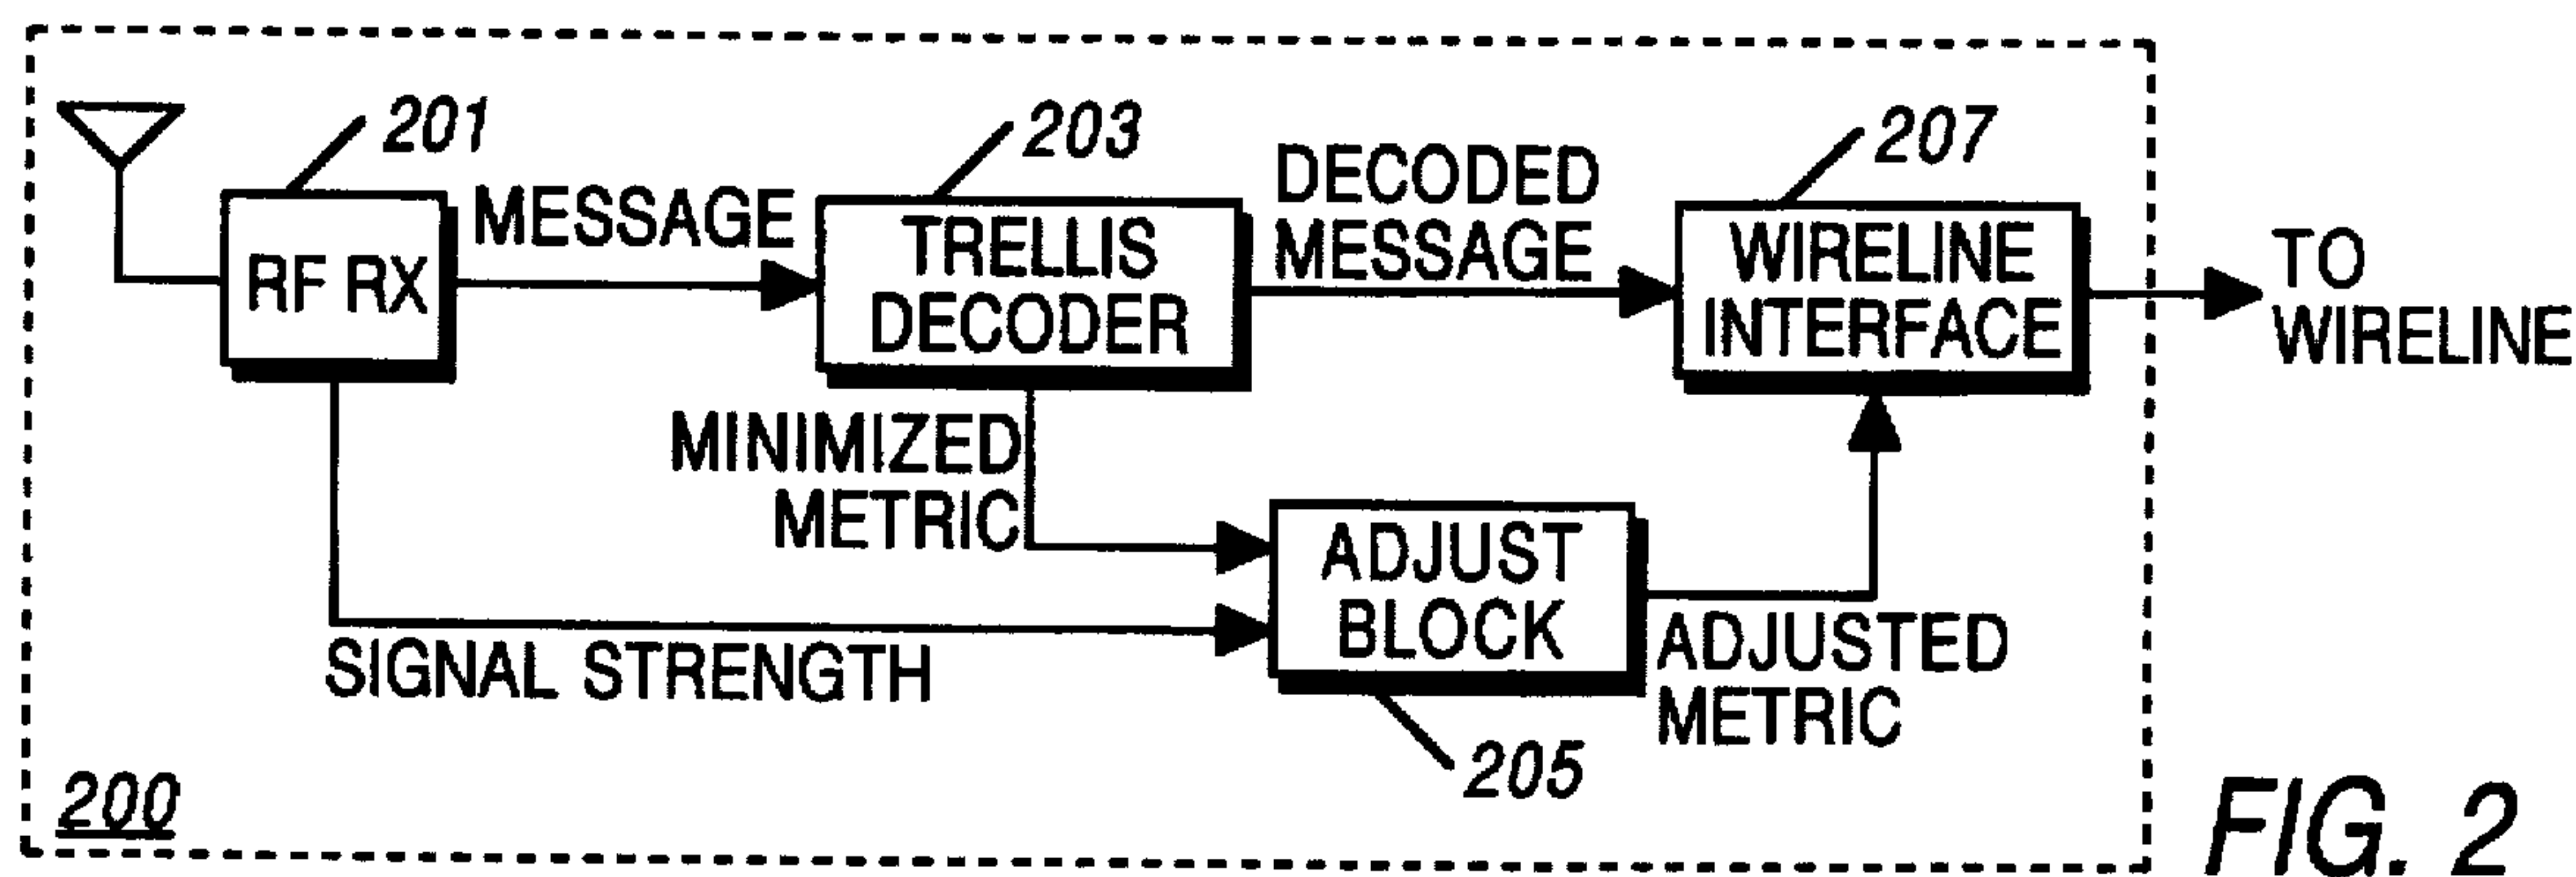 201
203
207
RF RX
MESSAGE
TRELLIS
DECODER
DECODED
MESSAGE
WIRELINE
INTERFACE
TO
WIRELINE
MINIMIZED
METRIC
SIGNAL STRENGTH
ADJUST
BLOCK
ADJUSTED
METRIC
205
200
FIG. 2